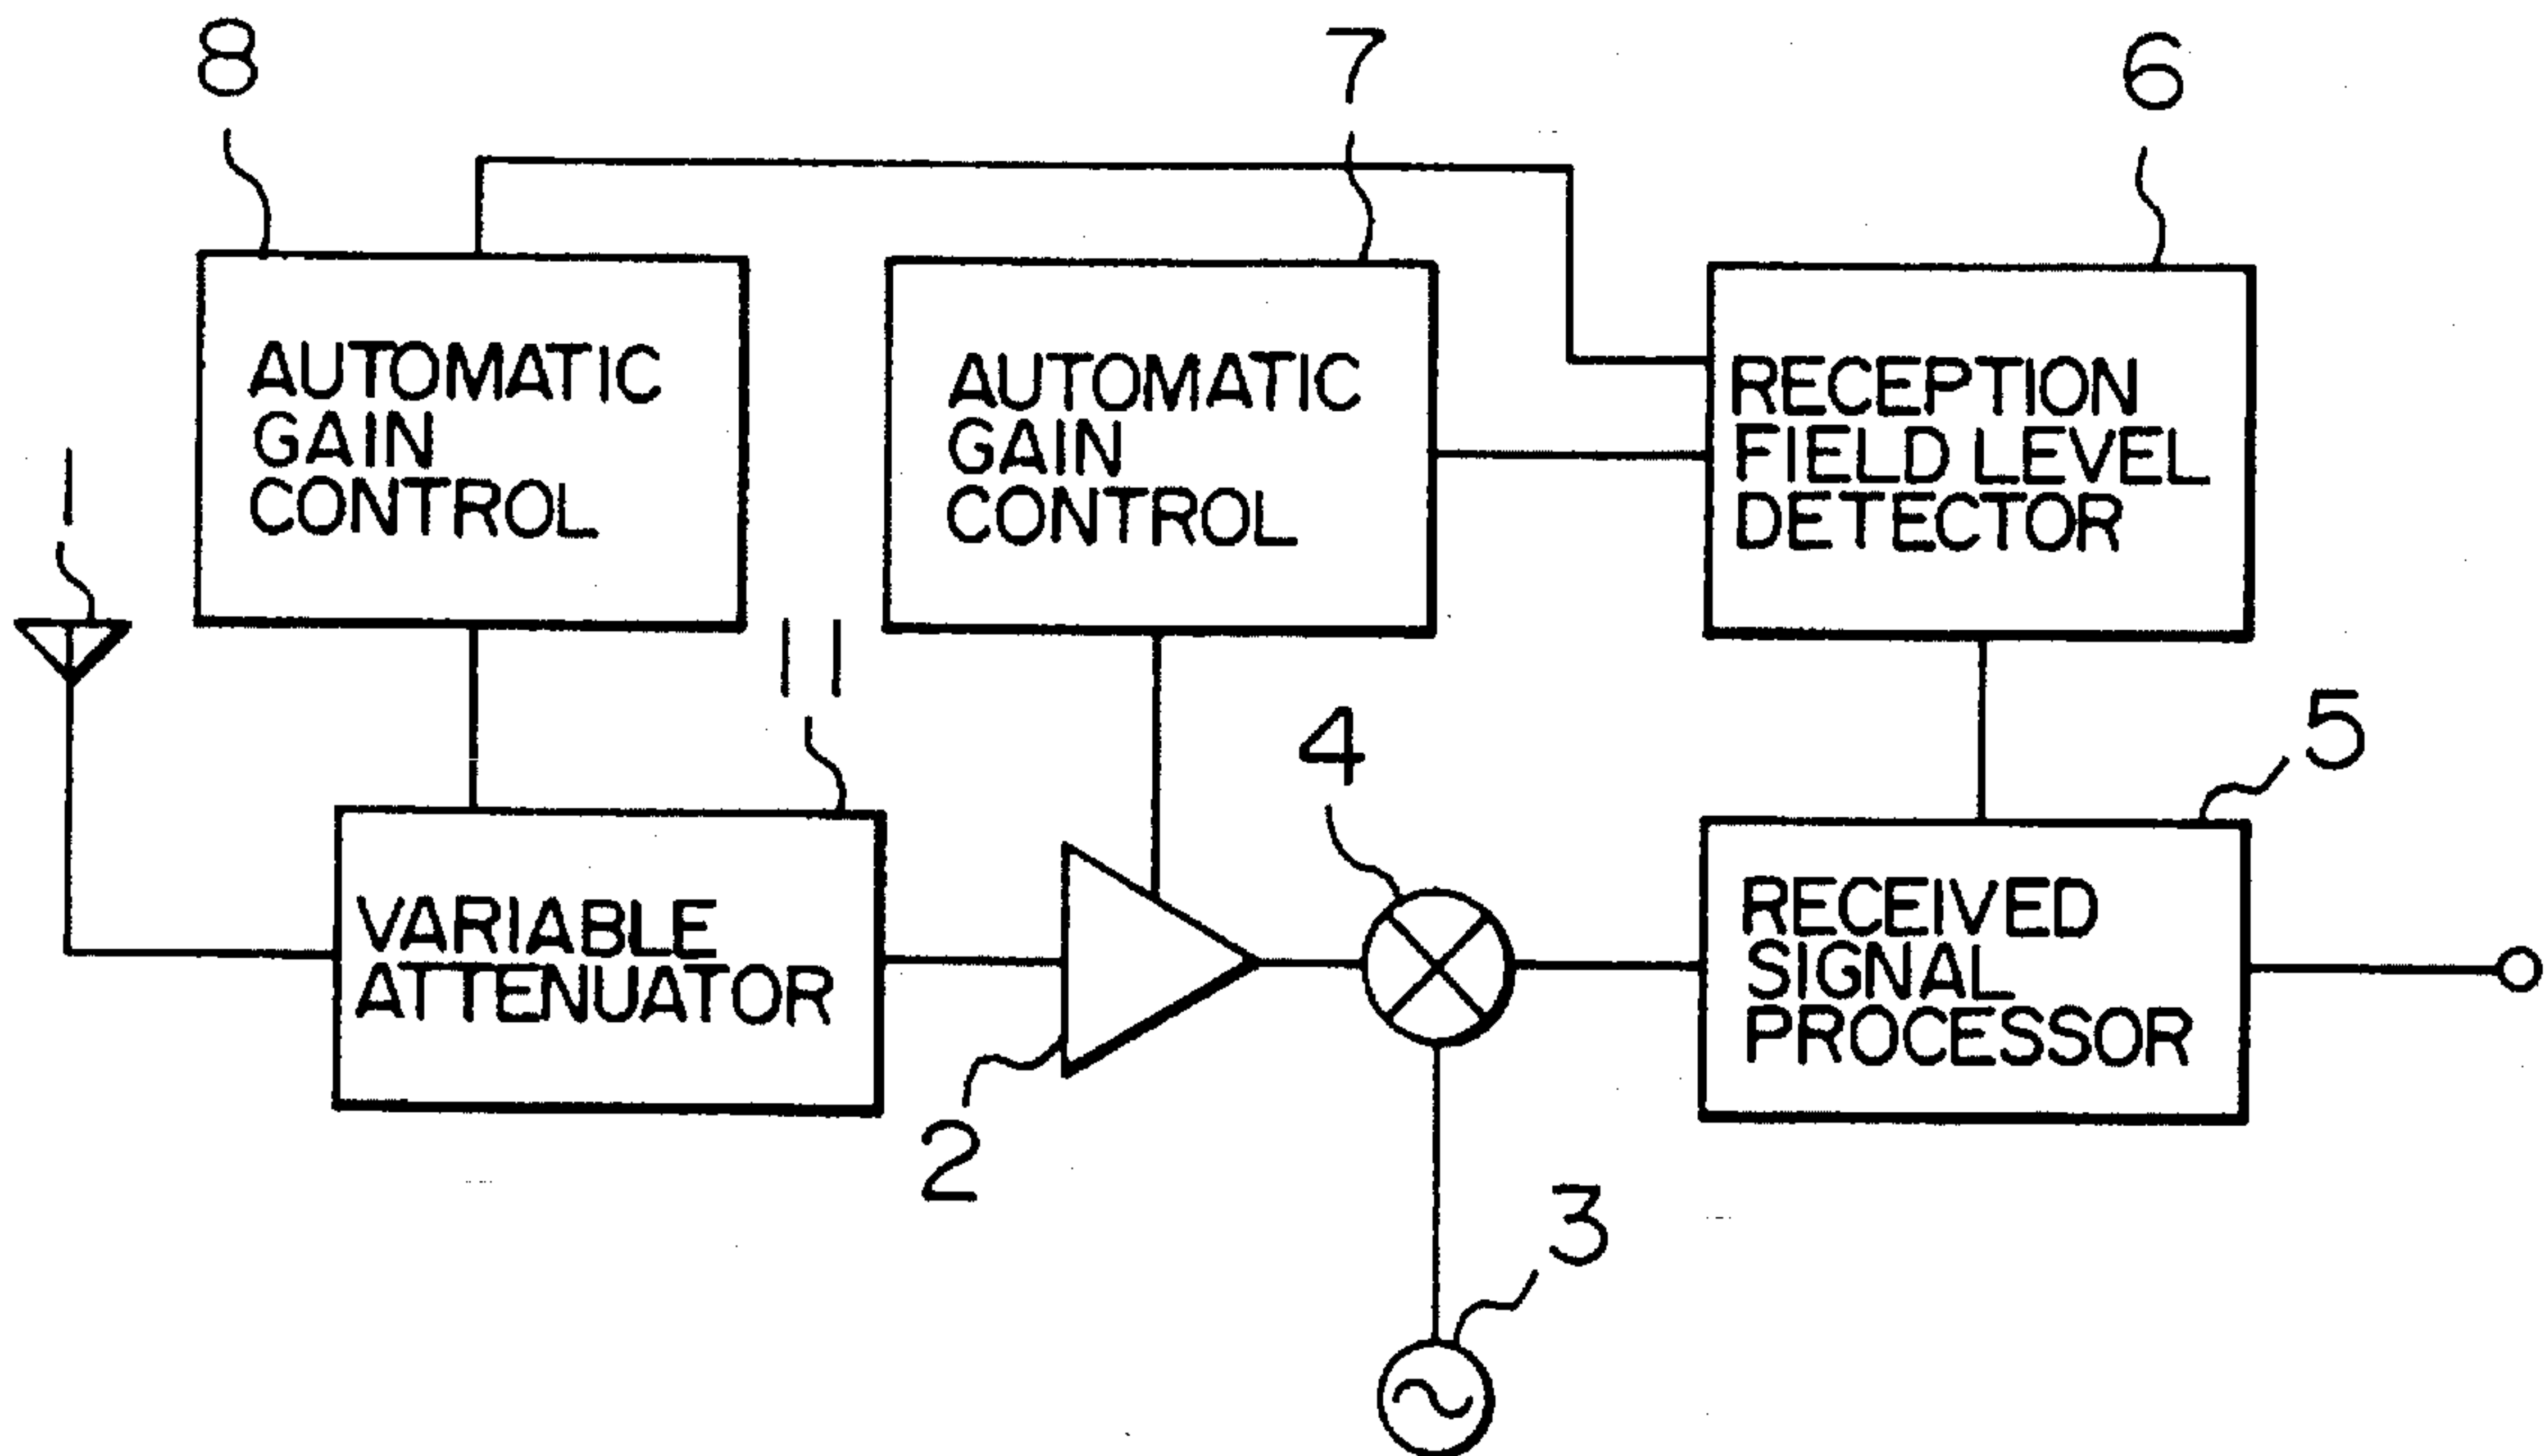 8
7
6
AUTOMATIC
GAIN
CONTROL
AUTOMATIC
GAIN
CONTROL
RECEPTION
FIELD LEVEL
DETECTOR
1
11
4
5
VARIABLE
ATTENUATOR
RECEIVED
SIGNAL
PROCESSOR
2
3